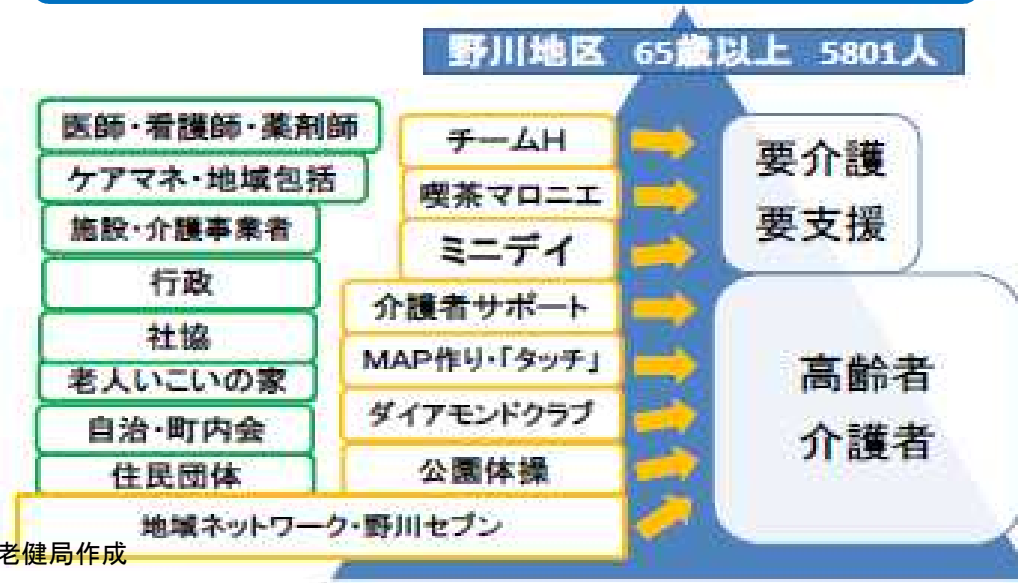 野川地区 65歳以上 5801人
医師・看護師・薬剤師
ケアマネ・地域包括
施設・介護事業者
行政
社協
老人いこいの家
自治・町内会
住民団体
チームH
喫茶マロニエ
ミニデイ
介護者サポート
MAP作り・「タッチ」
ダイアモンドクラブ
公園体操
地域ネットワーク・野川セブン
要介護
要支援
高齢者
介護者
老健局作成